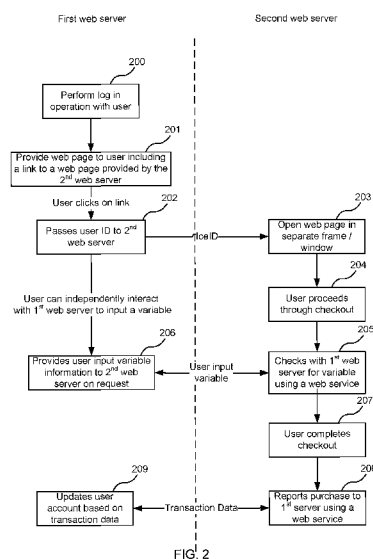 First web server
Second web server
200
Perform log in
operation with user
201
Provide web page to user including
a link to a web page provided by the
2nd web server
User clicks on link
202
Passes user ID to 2nd
web server
203
Open web page in
separate frame /
window
204
User proceeds
through checkout
User can independently interact
with 1st web server to input a variable
205
Checks with 1st web
server for variable
using a web service
206
Provides user input variable
information to 2nd web
server on request
User input
variable
207
User completes
checkout
208
Reports purchase to
1st server using a
web service
209
Updates user
account based on
transaction data
Transaction Data
FIG. 2